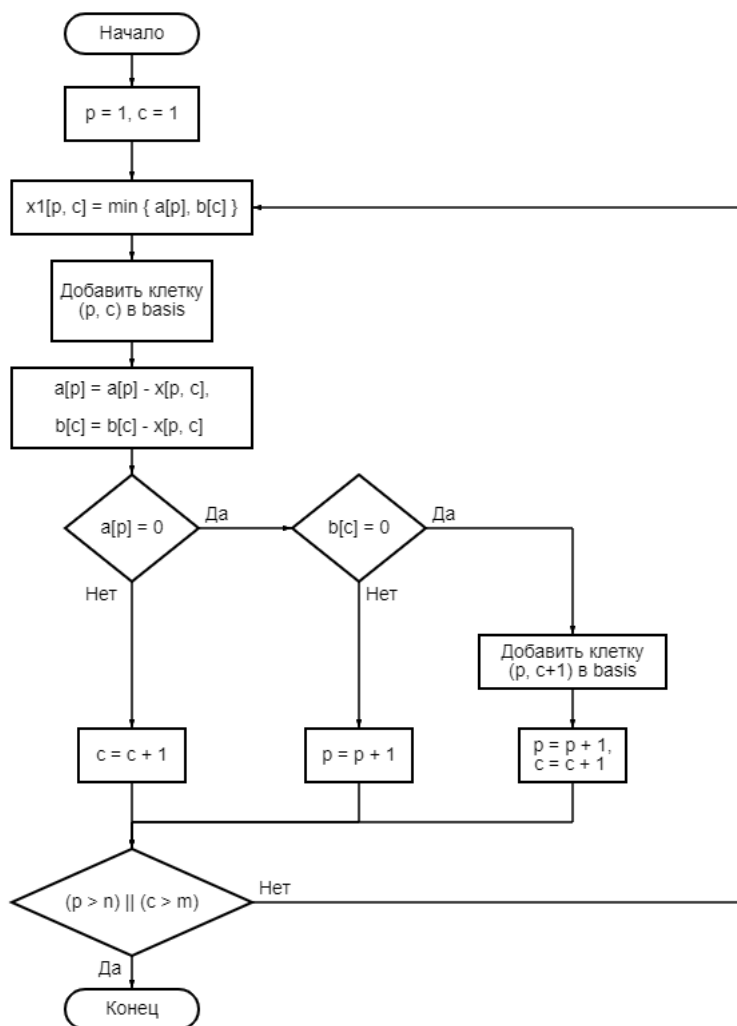 Начало
p = 1, c = 1
x1[p, c] = min { a[p], b[c] }
Добавить клетку
(p, c) в basis
a[p] = a[p] - x[p, c],
b[c] = b[c] - x[p, c]
a[p] = 0
Да
b[c] = 0
Да
Нет
Нет
Добавить клетку
(p, c+1) в basis
c = c + 1
p = p + 1
p = p + 1,
c = c + 1
(p > n) || (c > m)
Нет
Да
Конец